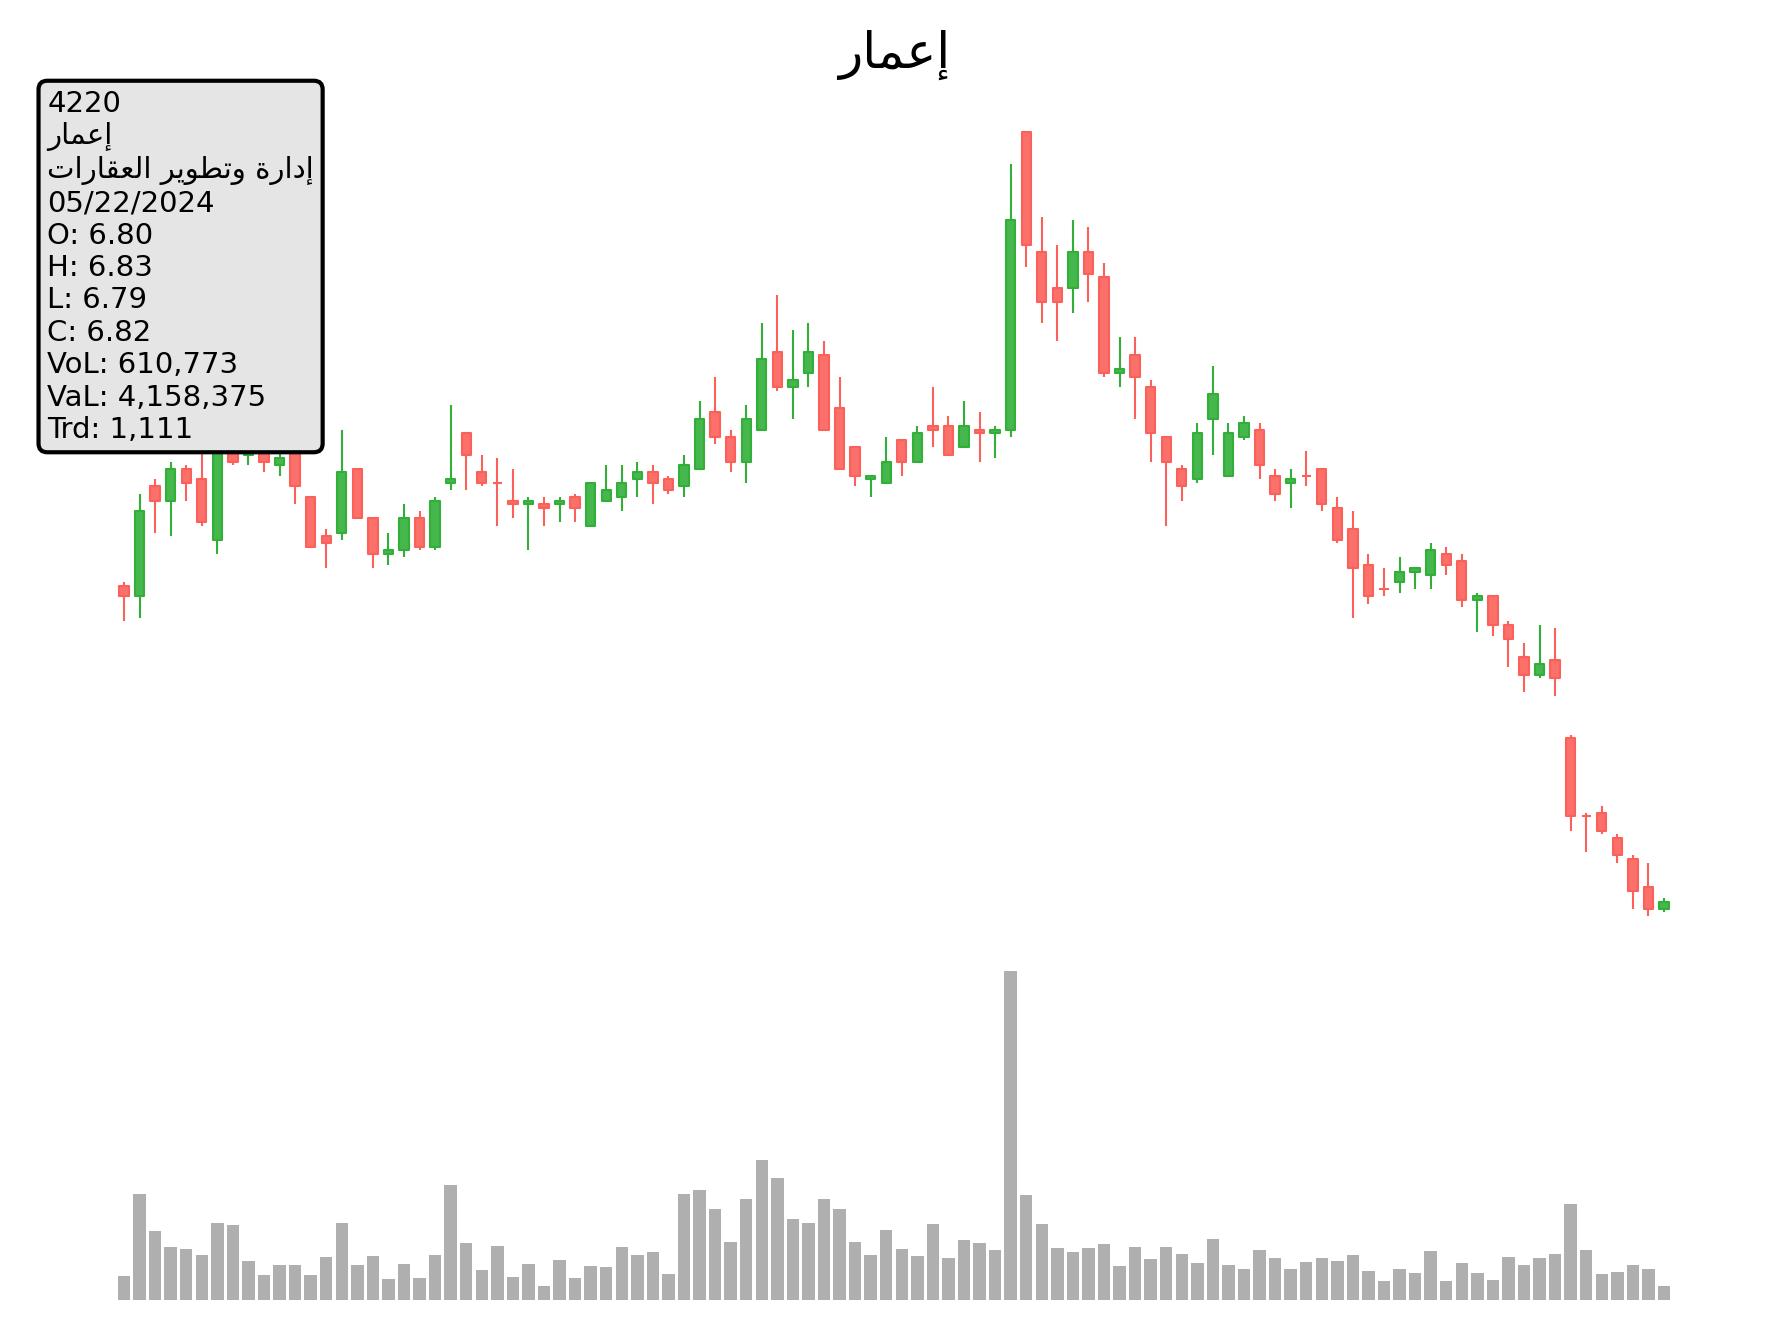 إعمار
4220
إعمار
إدارة وتطوير العقارات
05/22/2024
O: 6.80
H: 6.83
L: 6.79
C: 6.82
VoL: 610,773
VaL: 4,158,375
Trd: 1,111